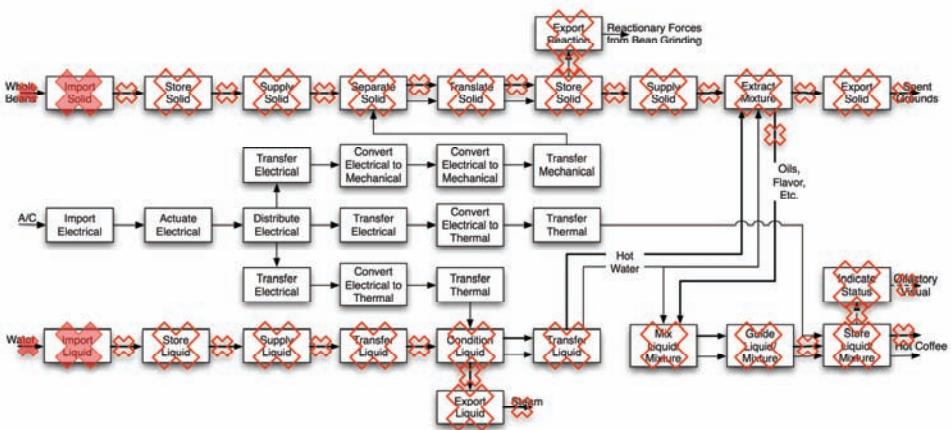 Export
Reaction
Reactionary Forces
from Bean Grinding
Whole
Beans
Import
Solid
Store
Solid
Supply
Solid
Separate
Solid
Translate
Solid
Store
Solid
Supply
Solid
Extract
Mixture
Export
Solid
Spent
Grounds
Transfer
Electrical
Convert
Electrical to
Mechanical
Convert
Electrical to
Mechanical
Transfer
Mechanical
Oils,
Flavor,
Etc.
A/C
Import
Electrical
Actuate
Electrical
Distribute
Electrical
Transfer
Electrical
Convert
Electrical to
Thermal
Transfer
Thermal
Hot
Water
Transfer
Electrical
Convert
Electrical to
Thermal
Transfer
Thermal
Indicate
Status
Olfactory
Visual
Water
Import
Liquid
Store
Liquid
Supply
Liquid
Transfer
Liquid
Condition
Liquid
Transfer
Liquid
Mix
Liquid/
Mixture
Guide
Liquid/
Mixture
Store
Liquid/
Mixture
Hot Coffee
Export
Liquid
Steam